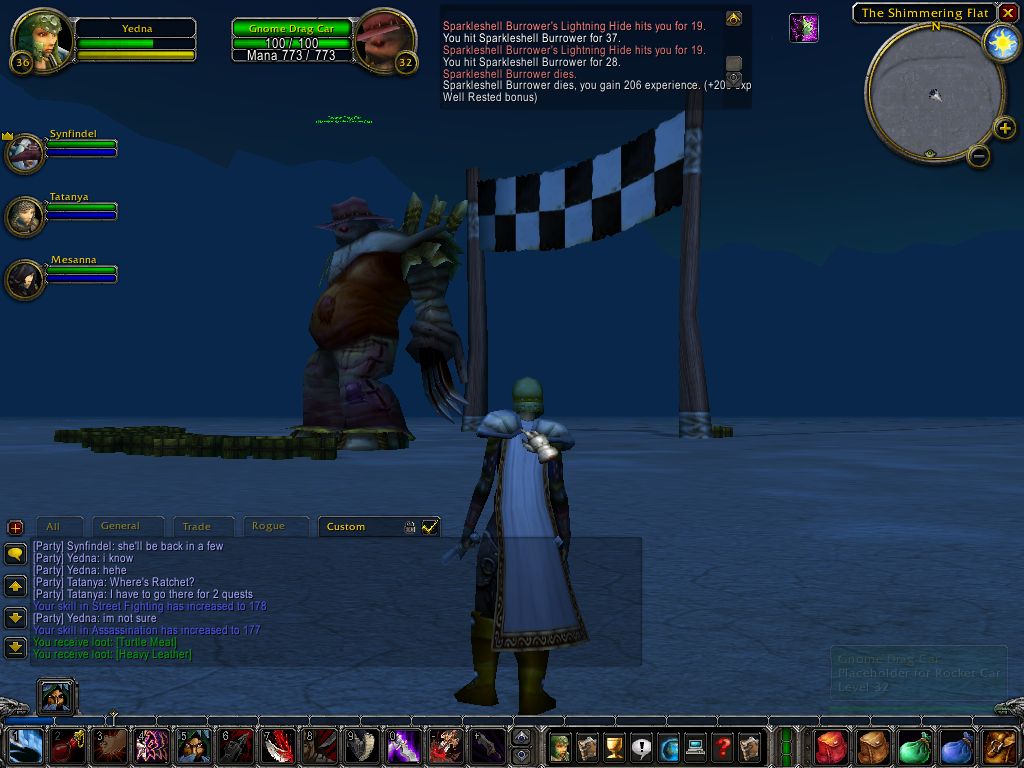 Yedna
36
Gnome Drag Car
100 / 100
Mana 773 / 773
32
Sparkleshell Burrower's Lightning Hide hits you for 19.
You hit Sparkleshell Burrower for 37.
Sparkleshell Burrower's Lightning Hide hits you for 19.
You hit Sparkleshell Burrower for 28.
Sparkleshell Burrower dies.
Sparkleshell Burrower dies, you gain 206 experience. (+206 exp
Well Rested bonus)
The Shimmering Flat
N
Synfindel
Tatanya
Mesanna
All
General
Trade
Rogue
Custom
[Party] Synfindel: she'll be back in a few
[Party] Yedna: i know
[Party] Yedna: hehe
[Party] Tatanya: Where's Ratchet?
[Party] Tatanya: I have to go there for 2 quests
Your skill in Street Fighting has increased to 178
[Party] Yedna: im not sure
Your skill in Assassination has increased to 177
You receive loot: [Turtle Meat]
You receive loot: [Heavy Leather]
Gnome Drag Car
Placeholder for Rocket Car
Level 32
1 2 3 4 5 6 7 8 9 0